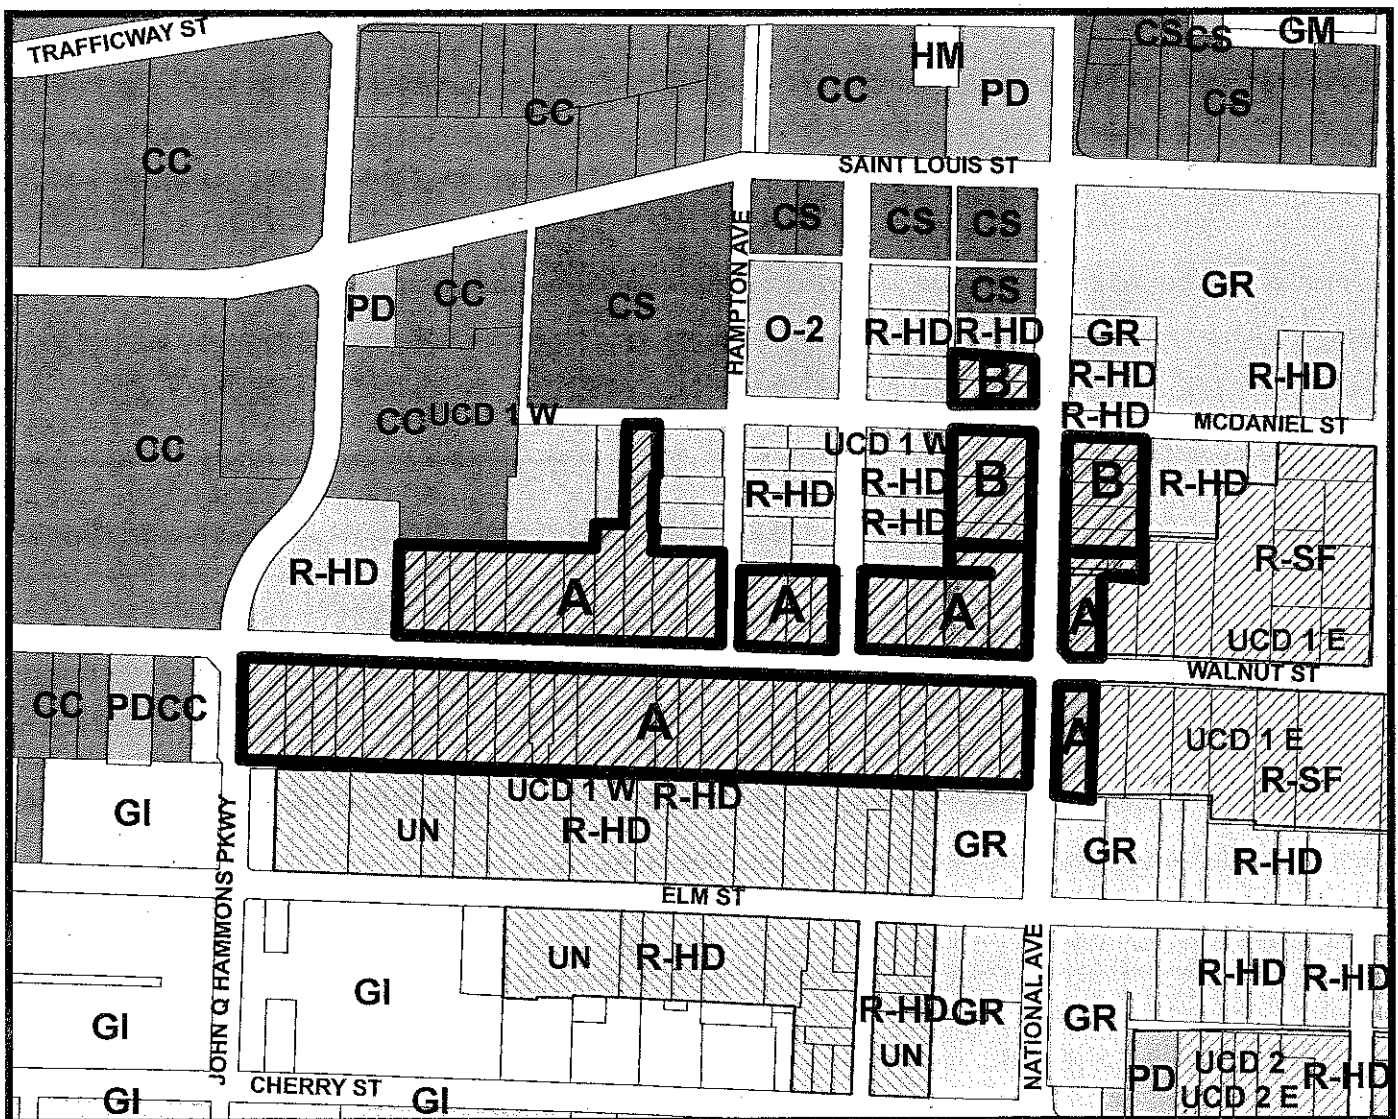 TRAFFICWAY ST
CS
CS
GM
HM
CC
PD
CS
CC
CC
SAINT LOUIS ST
CS
CS
CS
HAMPTON AVE
GR
PD
CC
CS
CS
O-2
R-HD
R-HD
GR
B
R-HD
R-HD
CC
UCD 1 W
R-HD
MCDANIEL ST
CC
UCD 1 W
R-HD
R-HD
B
B
R-HD
R-HD
R-SF
R-HD
A
A
A
A
UCD 1 E
WALNUT ST
CC
PD
CC
A
A
UCD 1 E
R-SF
UCD 1 W
R-HD
GI
UN
R-HD
GR
GR
R-HD
JOHN Q HAMMONS PKWY
ELM ST
UN
R-HD
NATIONAL AVE
R-HD
R-HD
GI
R-HD
GR
GR
GI
UN
UCD 2
PD
R-HD
UCD 2 E
CHERRY ST
GI
GI